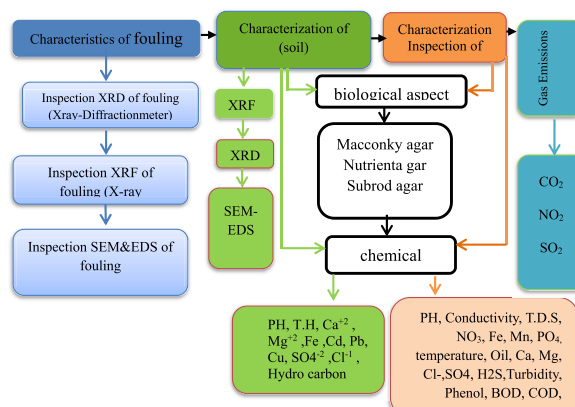 Characteristics of fouling
Characterization of
(soil)
Characterization
Inspection of
Gas Emissions
Inspection XRD of fouling
(Xray-Diffractionmeter)
Inspection XRF of
fouling (X-ray
Inspection SEM&EDS of
fouling
XRF
XRD
SEM-
EDS
biological aspect
Macconky agar
Nutrienta gar
Subrod agar
chemical
CO₂
NO₂
SO₂
PH, T.H, Ca⁺² ,
Mg⁺² ,Fe ,Cd, Pb,
Cu, SO4⁻² ,Cl⁻¹ ,
Hydro carbon
PH, Conductivity, T.D.S,
NO₃, Fe, Mn, PO₄,
temperature, Oil, Ca, Mg,
Cl-,SO4, H2S,Turbidity,
Phenol, BOD, COD,